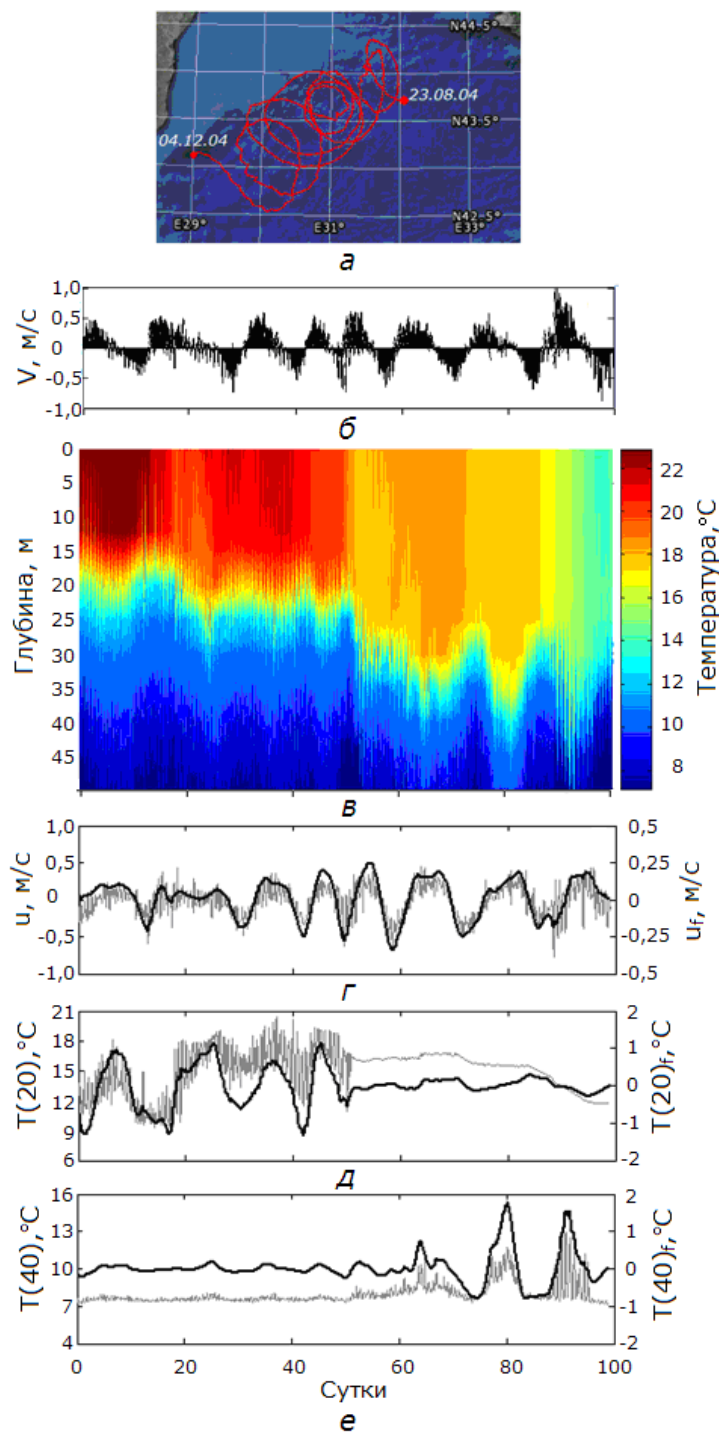 N44.5°
23.08.04
N43.5°
04.12.04
N42.5°
E29° E31° E33°
а
V, м/с
1,0
0,5
0
-0,5
-1,0
б
Глубина, м
0
5
10
15
20
25
30
35
40
45
22
20
18
16
14
12
10
8
Температура,°C
в
u, м/с
1,0
0,5
0
-0,5
-1,0
0,5
0,25
0
-0,25
-0,5
uf, м/с
г
T(20),°C
21
18
15
12
9
6
2
1
0
-1
-2
T(20)f,°C
д
T(40),°C
16
13
10
7
4
2
1
0
-1
-2
T(40)f,°C
0 20 40 60 80 100
Сутки
е